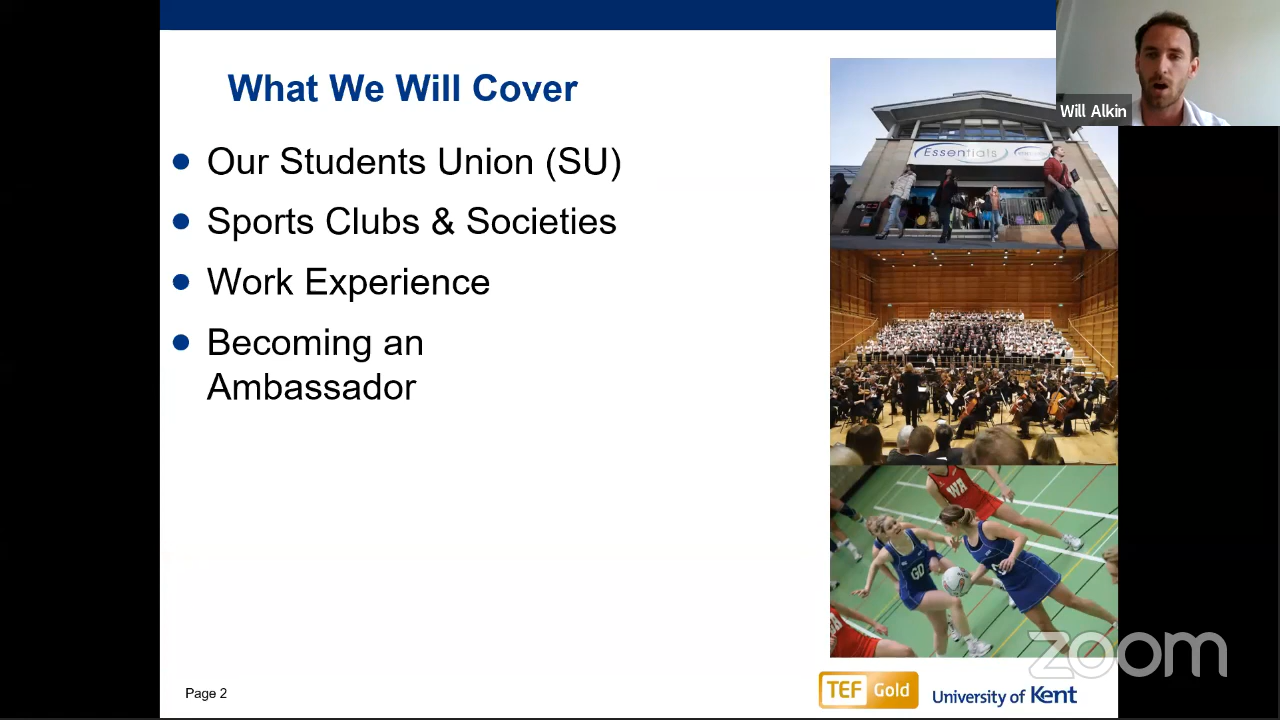 What We Will Cover
Our Students Union (SU)
Sports Clubs & Societies
Work Experience
Becoming an
Ambassador
Page 2
Will Alkin
Essentials
WA
GD
TEF Gold
University of Kent
zoom